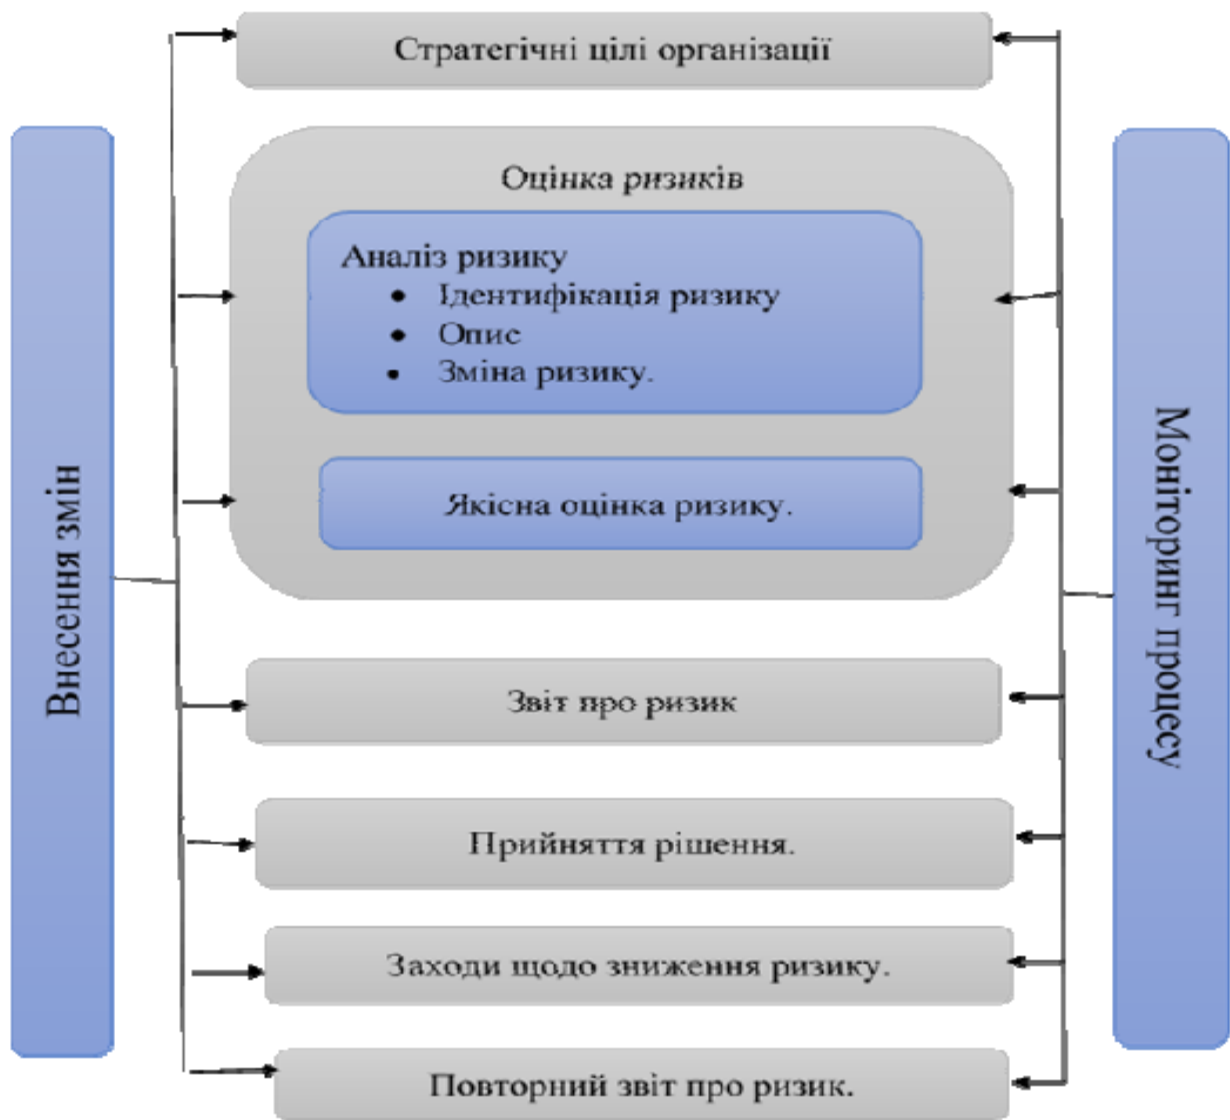 Стратегічні цілі організації
Оцінка ризиків
Аналіз ризику
• Ідентифікація ризику
• Опис
• Зміна ризику.
Якісна оцінка ризику.
Звіт про ризик
Прийняття рішення.
Заходи щодо зниження ризику.
Повторний звіт про ризик.
Внесення змін
Моніторинг процесу